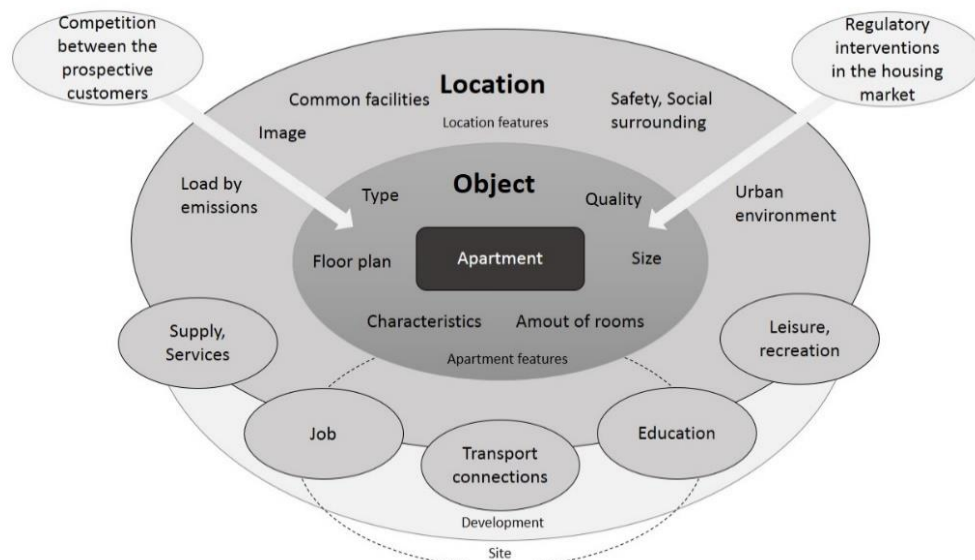 Competition
between the
prospective
customers
Regulatory
interventions
in the housing
market
Location
Common facilities
Location features
Safety, Social
surrounding
Image
Load by
emissions
Urban
environment
Object
Type
Quality
Floor plan
Apartment
Size
Characteristics
Amout of rooms
Apartment features
Supply,
Services
Leisure,
recreation
Job
Education
Transport
connections
Development
Site